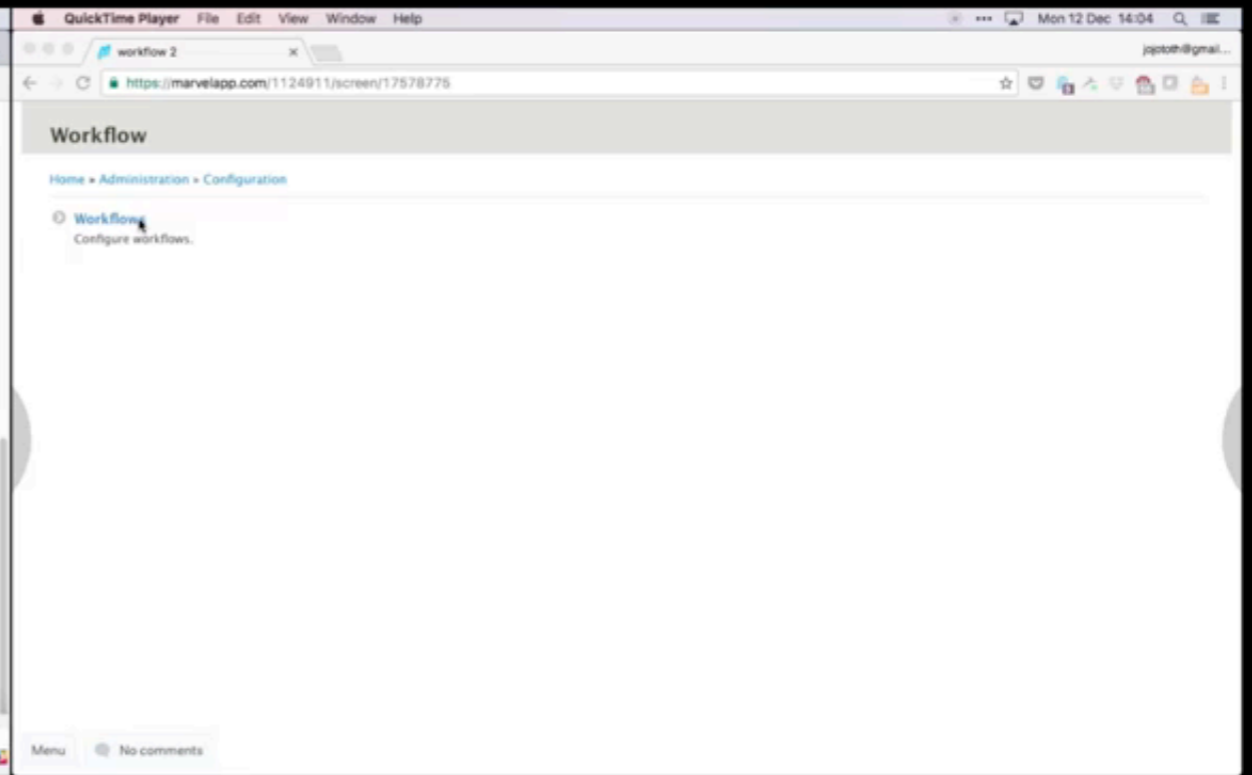 QuickTime Player File Edit View Window Help Mon 12 Dec 14:04
workflow 2
jojototh@gmail...
https://marvelapp.com/1124911/screen/17578775
Workflow
Home » Administration » Configuration
Workflows
Configure workflows.
Menu No comments